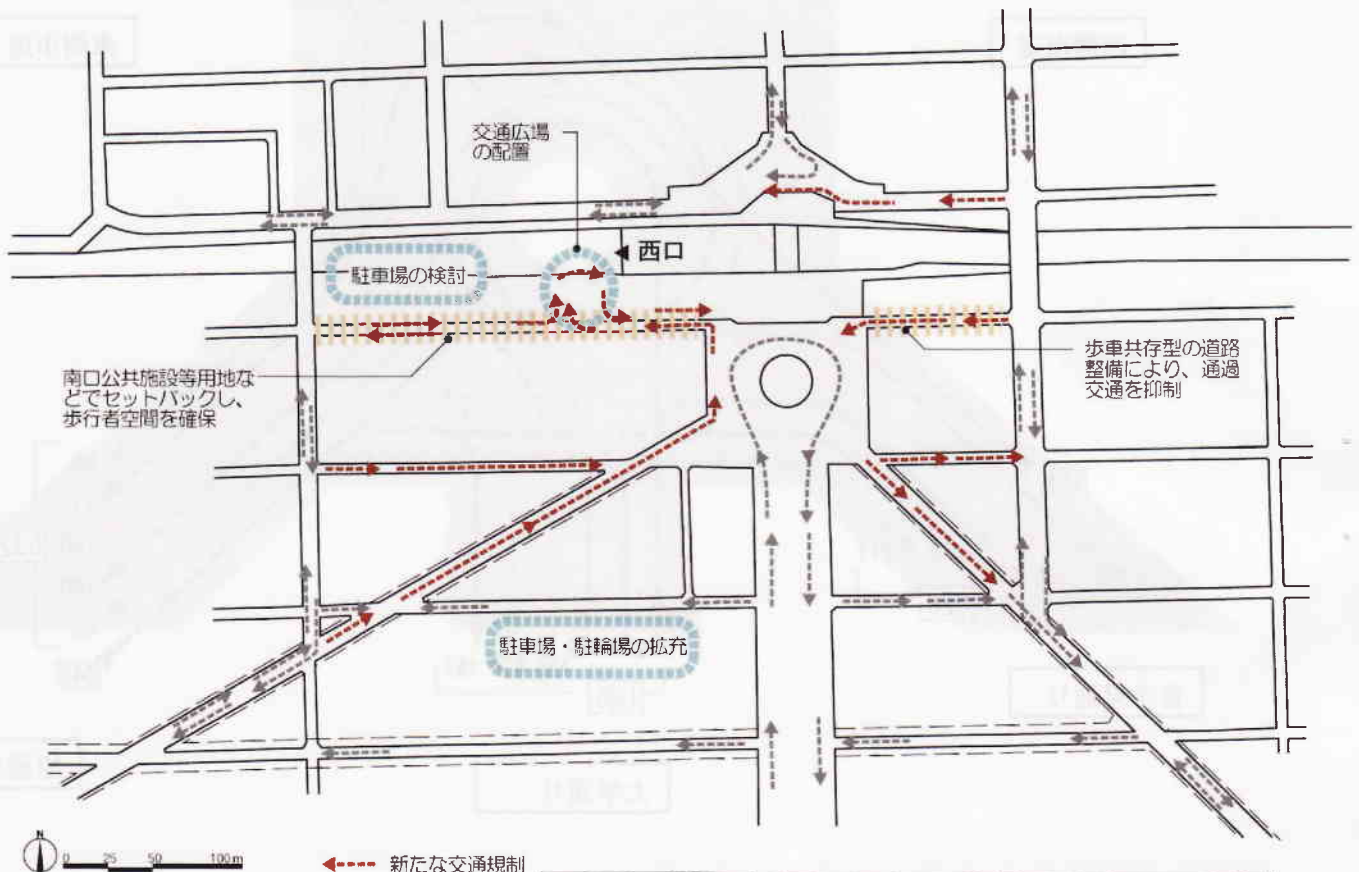 交通広場
の配置
西口
駐車場の検討
南口公共施設等用地な
どでセットバックし、
歩行者空間を確保
歩車共存型の道路
整備により、通過
交通を抑制
駐車場・駐輪場の拡充
N
0 25 50 100m
新たな交通規制